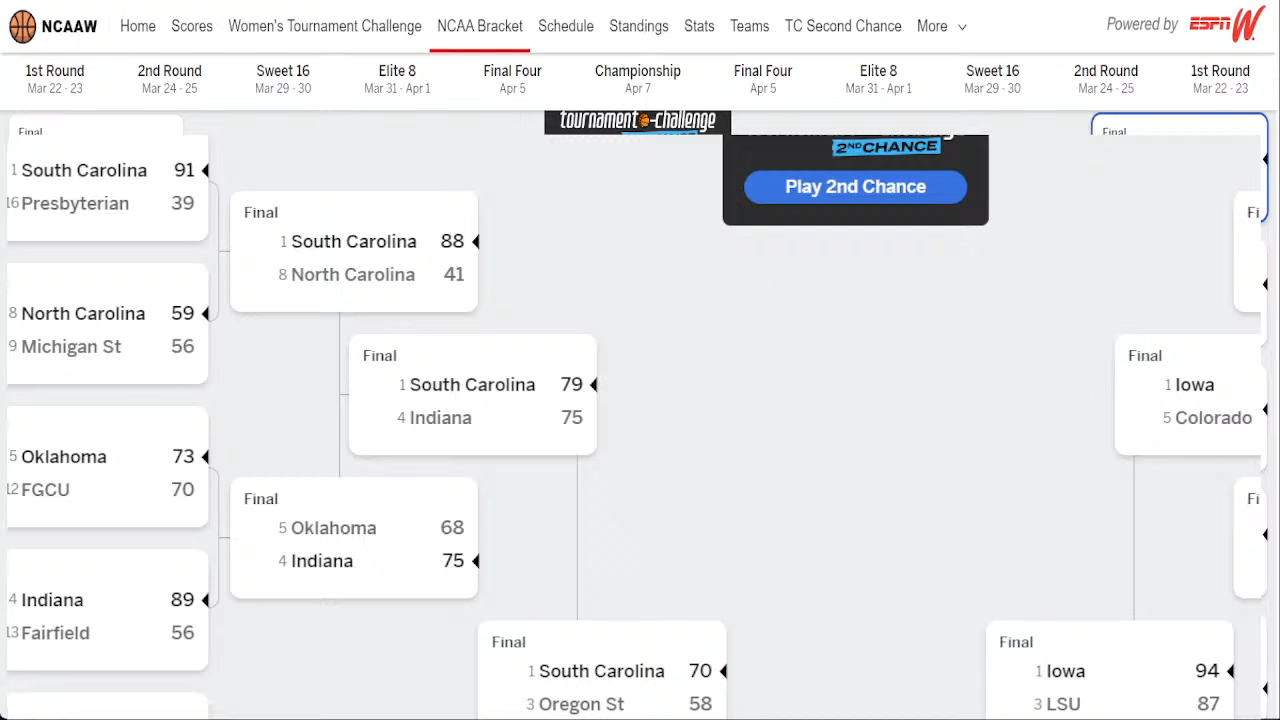 NCAAW Home Scores Women's Tournament Challenge NCAA Bracket Schedule Standings Stats Teams TC Second Chance More Powered by ESPN W
1st Round 2nd Round Sweet 16 Elite 8 Final Four Championship Final Four Elite 8 Sweet 16 2nd Round 1st Round
Mar 22 - 23 Mar 24 - 25 Mar 29 - 30 Mar 31 - Apr 1 Apr 5 Apr 7 Apr 5 Mar 31 - Apr 1 Mar 29 - 30 Mar 24 - 25 Mar 22 - 23
tournament challenge
2ND CHANCE
Play 2nd Chance
Final
1 South Carolina 91
16 Presbyterian 39
8 North Carolina 59
9 Michigan St 56
5 Oklahoma 73
12 FGCU 70
4 Indiana 89
13 Fairfield 56
Final
1 South Carolina 88
8 North Carolina 41
Final
5 Oklahoma 68
4 Indiana 75
Final
1 South Carolina 79
4 Indiana 75
Final
1 South Carolina 70
3 Oregon St 58
Final
1 Iowa 94
3 LSU 87
Final
1 Iowa
5 Colorado
Final
Fi
Fi